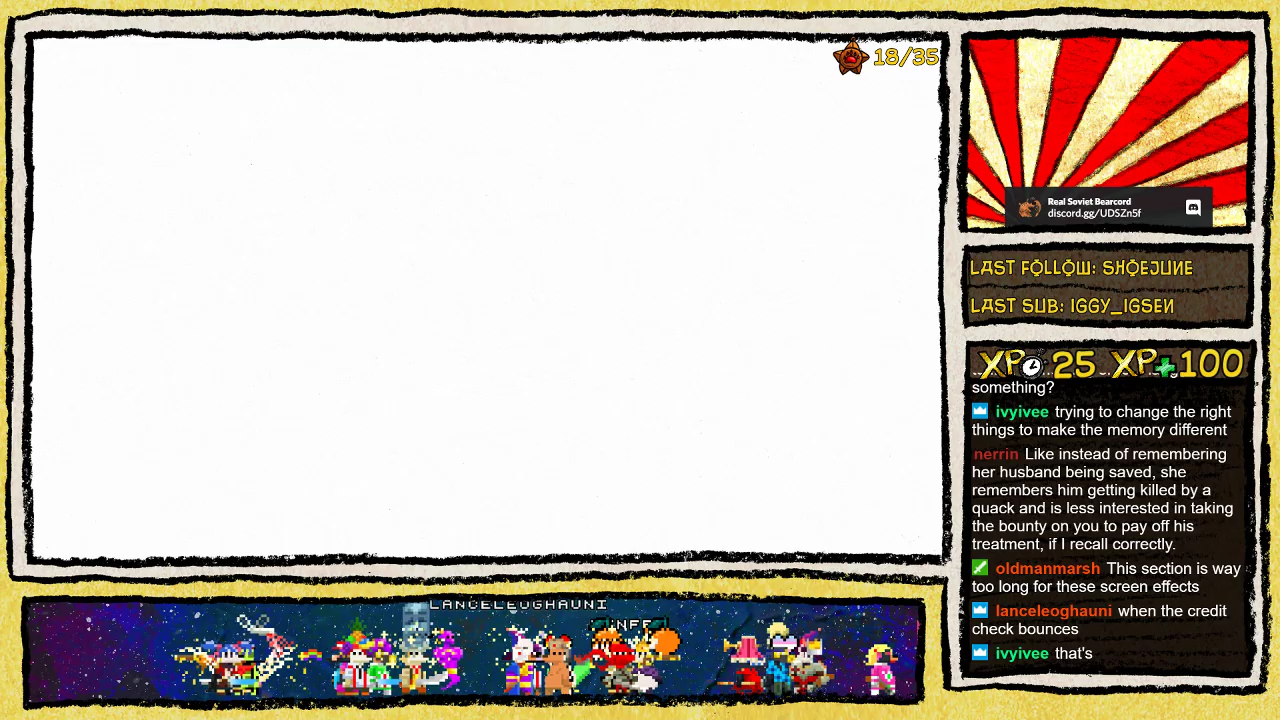 18/35
Real Soviet Bearcord
discord.gg/UDSZn5f
LAST FOLLOW: SHOEJUNE
LAST SUB: IGGY_IGSEN
XP 25 XP 100
something?
ivyivee trying to change the right
things to make the memory different
nerrin Like instead of remembering
her husband being saved, she
remembers him getting killed by a
quack and is less interested in taking
the bounty on you to pay off his
treatment, if I recall correctly.
oldmanmarsh This section is way
too long for these screen effects
lanceleoghauni when the credit
check bounces
ivyivee that's
LANCELEOGHAUNI